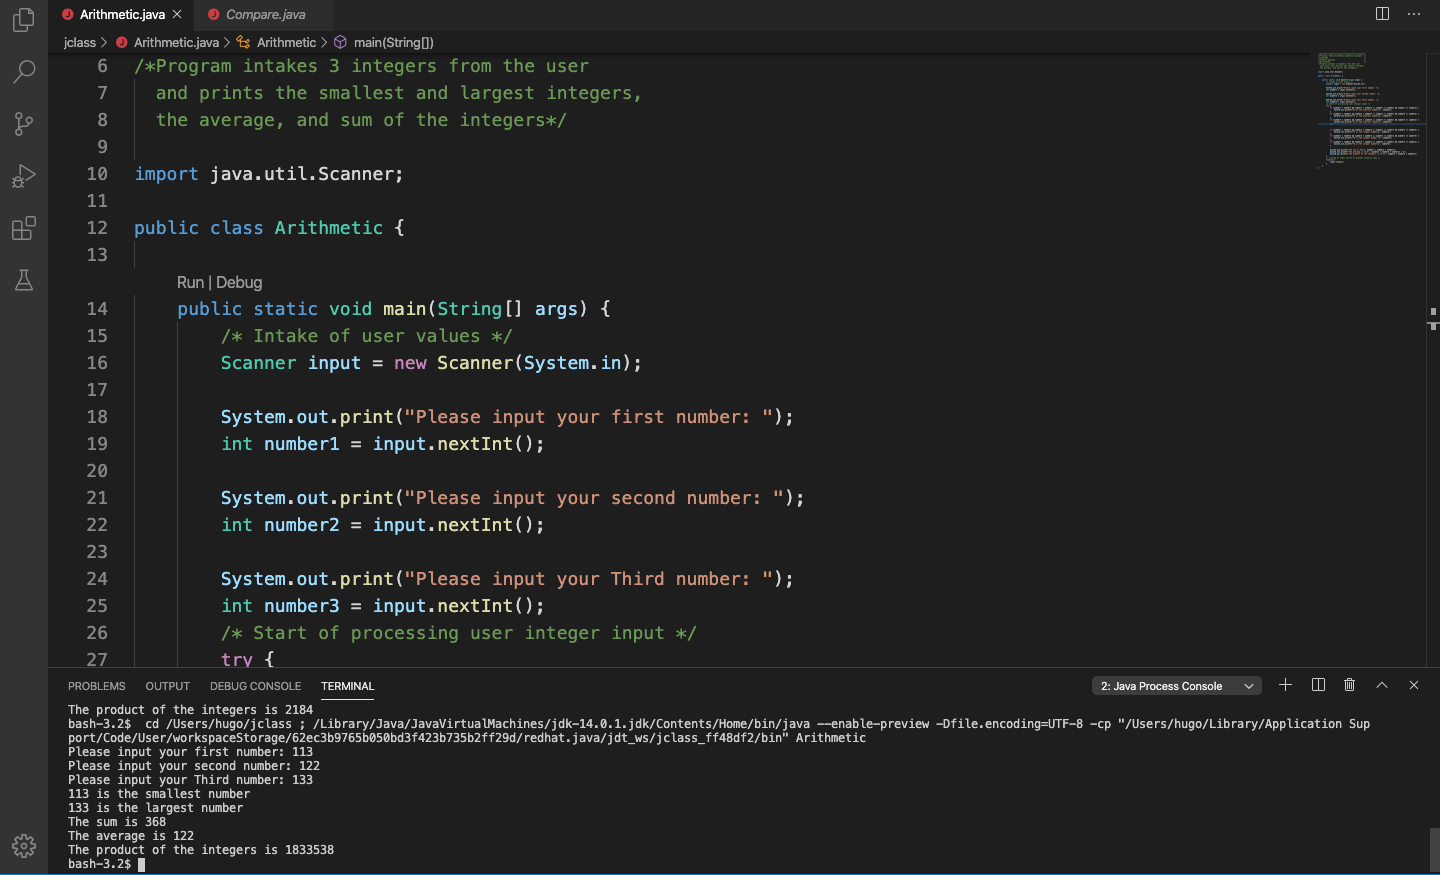 Arithmetic.java Compare.java
jclass > Arithmetic.java > Arithmetic > main(String[])
6 /*Program intakes 3 integers from the user
7 and prints the smallest and largest integers,
8 the average, and sum of the integers*/
9
10 import java.util.Scanner;
11
12 public class Arithmetic {
13
Run | Debug
14 public static void main(String[] args) {
15 /* Intake of user values */
16 Scanner input = new Scanner(System.in);
17
18 System.out.print("Please input your first number: ");
19 int number1 = input.nextInt();
20
21 System.out.print("Please input your second number: ");
22 int number2 = input.nextInt();
23
24 System.out.print("Please input your Third number: ");
25 int number3 = input.nextInt();
26 /* Start of processing user integer input */
27 try {
PROBLEMS OUTPUT DEBUG CONSOLE TERMINAL 2: Java Process Console
The product of the integers is 2184
bash-3.2$ cd /Users/hugo/jclass ; /Library/Java/JavaVirtualMachines/jdk-14.0.1.jdk/Contents/Home/bin/java --enable-preview -Dfile.encoding=UTF-8 -cp "/Users/hugo/Library/Application Sup
port/Code/User/workspaceStorage/62ec3b9765b050bd3f423b735b2ff29d/redhat.java/jdt_ws/jclass_ff48df2/bin" Arithmetic
Please input your first number: 113
Please input your second number: 122
Please input your Third number: 133
113 is the smallest number
133 is the largest number
The sum is 368
The average is 122
The product of the integers is 1833538
bash-3.2$